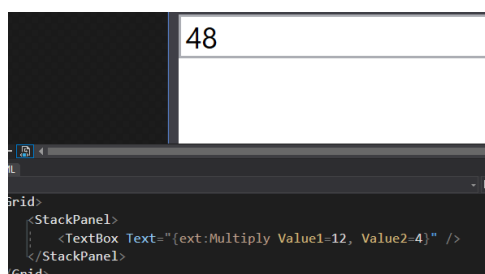 48
ML
Grid>
<StackPanel>
<TextBox Text="{ext:Multiply Value1=12, Value2=4}" />
</StackPanel>
</Grid>